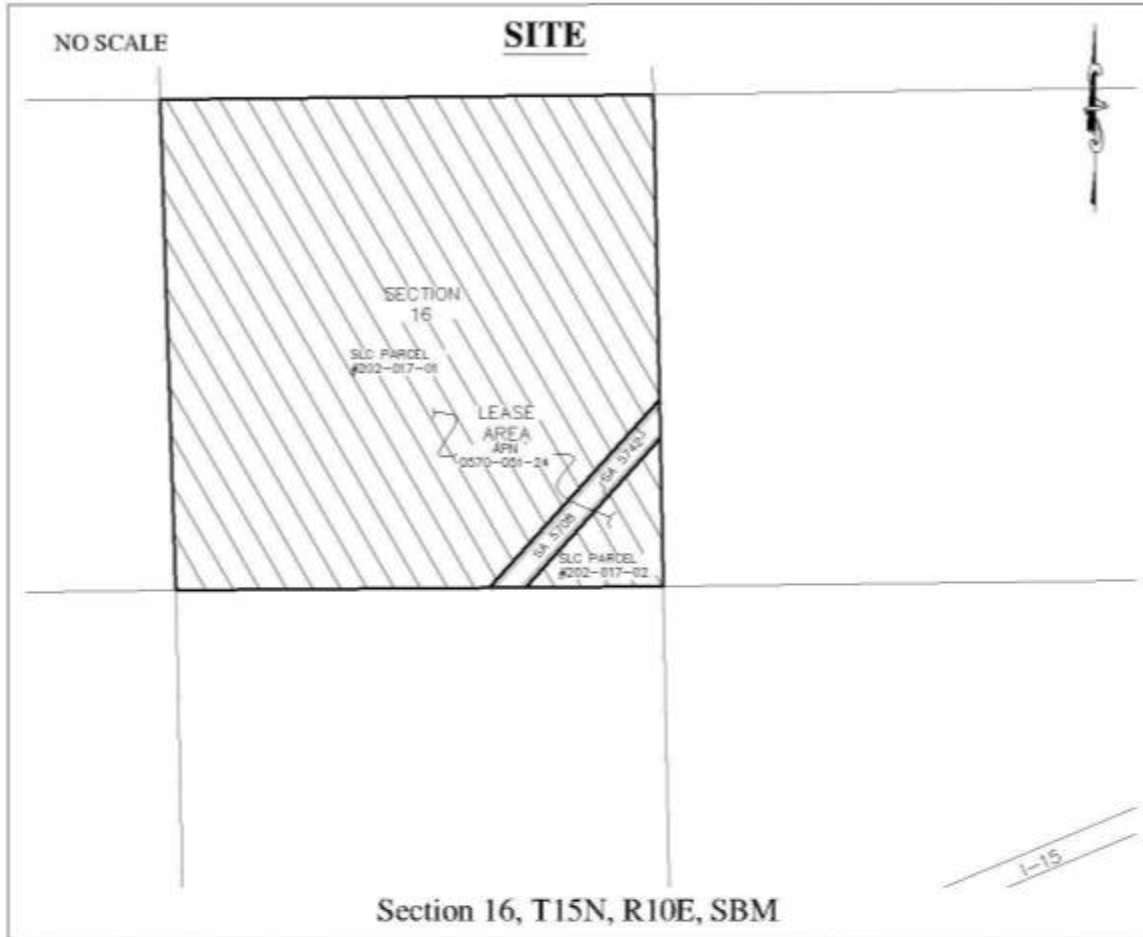 NO SCALE
SITE
SECTION
16
SLC PARCEL
#202-017-01
LEASE
AREA
APN
0570-051-24
SA 5742
SA 5708
SLC PARCEL
#202-017-02
I-15
Section 16, T15N, R10E, SBM